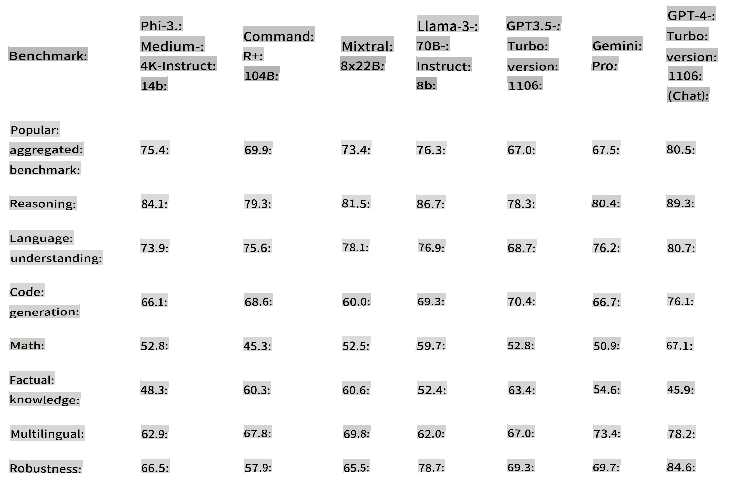 Benchmark: Phi-3.: Medium-: 4K-Instruct: 14b: Command: R+: 104B: Mixtral: 8x22B: Llama-3-: 70B-: Instruct: 8b: GPT3.5-: Turbo: version: 1106: Gemini: Pro: GPT-4-: Turbo: version: 1106: (Chat):
Popular: aggregated: benchmark: 75.4: 69.9: 73.4: 76.3: 67.0: 67.5: 80.5:
Reasoning: 84.1: 79.3: 81.5: 86.7: 78.3: 80.4: 89.3:
Language: understanding: 73.9: 75.6: 78.1: 76.9: 68.7: 76.2: 80.7:
Code: generation: 66.1: 68.6: 60.0: 69.3: 70.4: 66.7: 76.1:
Math: 52.8: 45.3: 52.5: 59.7: 52.8: 50.9: 67.1:
Factual: knowledge: 48.3: 60.3: 60.6: 52.4: 63.4: 54.6: 45.9:
Multilingual: 62.9: 67.8: 69.8: 62.0: 67.0: 73.4: 78.2:
Robustness: 66.5: 57.9: 65.5: 78.7: 69.3: 69.7: 84.6: